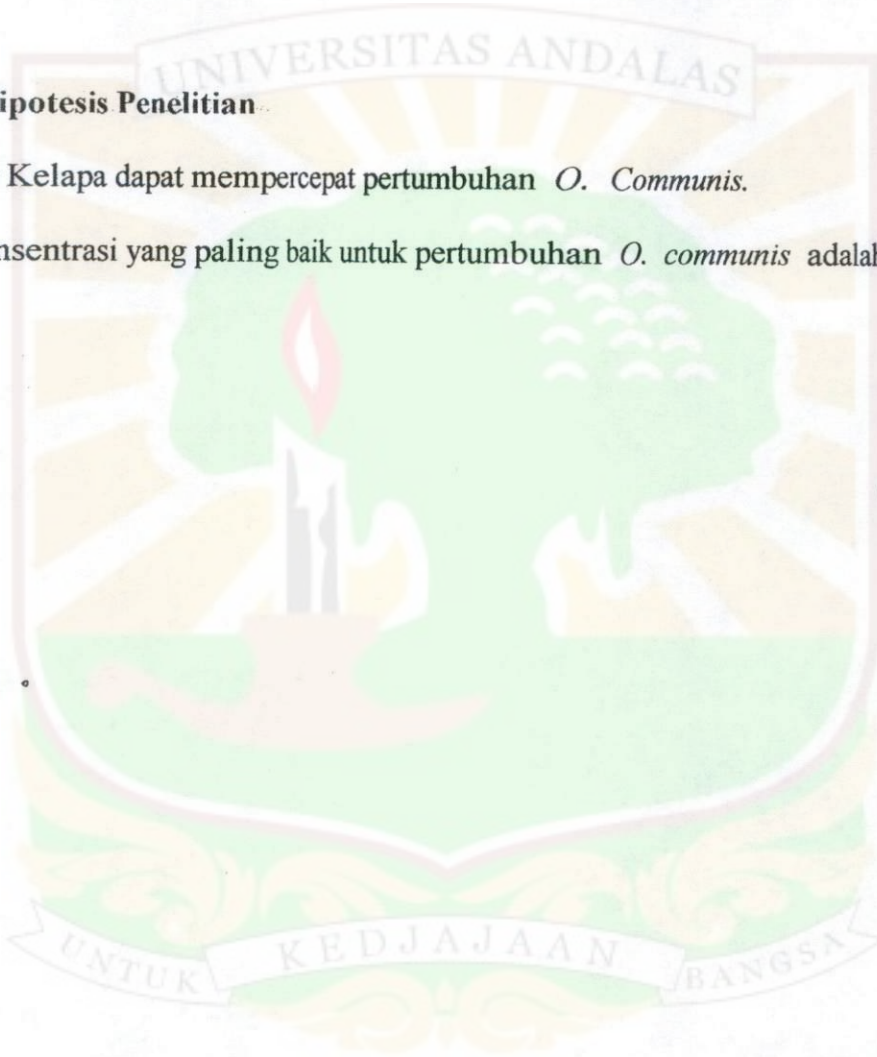 UNIVERSITAS ANDALAS
ipotesis Penelitian
Kelapa dapat mempercepat pertumbuhan O. Communis.
nsentrasi yang paling baik untuk pertumbuhan O. communis adalah
UNTUK KEDJAJAAN BANGSA